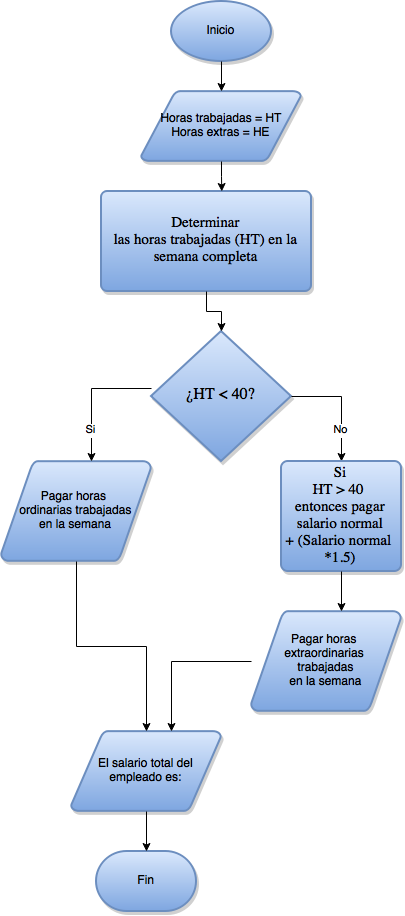 Inicio
Horas trabajadas = HT
Horas extras = HE
Determinar
las horas trabajadas (HT) en la
semana completa
¿HT < 40?
Si
No
Pagar horas
ordinarias trabajadas
en la semana
Si
HT > 40
entonces pagar
salario normal
+ (Salario normal
*1.5)
Pagar horas
extraordinarias
trabajadas
en la semana
El salario total del
empleado es:
Fin